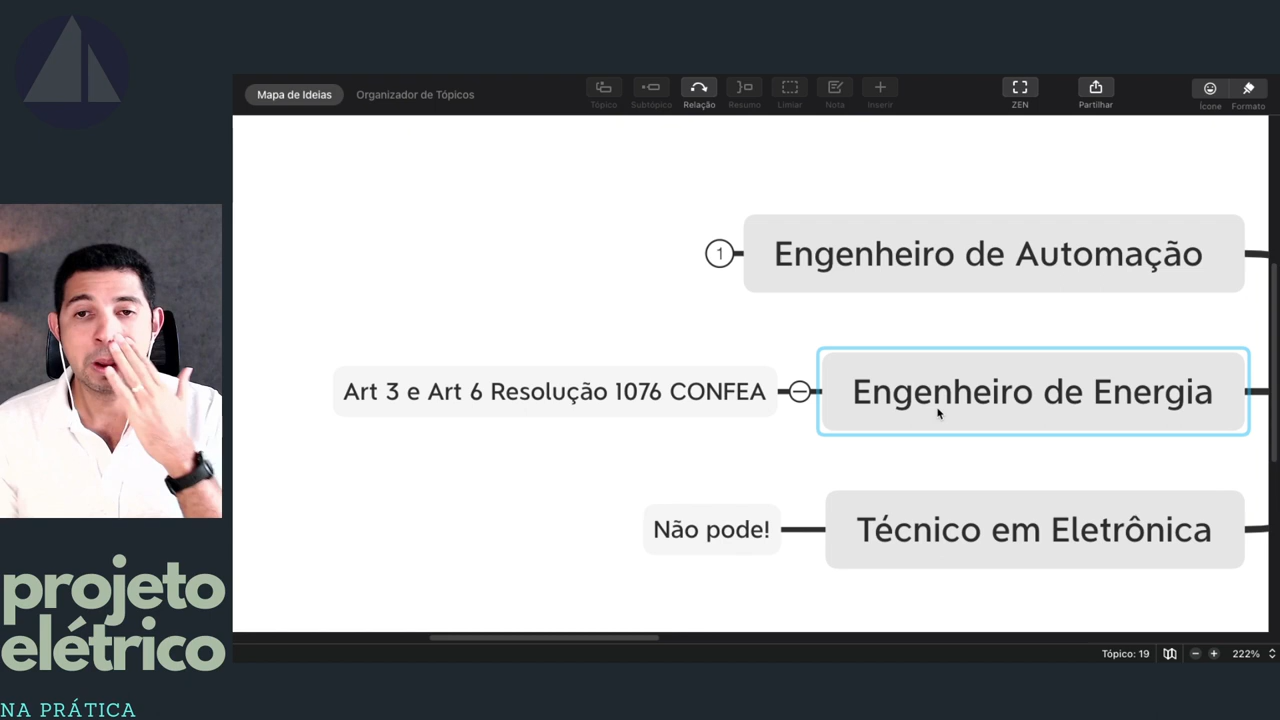 Mapa de Ideias
Organizador de Tópicos
Tópico
Subtópico
Relação
Resumo
Limiar
Nota
Inserir
ZEN
Partilhar
Ícone
Formato
1
Engenheiro de Automação
Art 3 e Art 6 Resolução 1076 CONFEA
Engenheiro de Energia
Não pode!
Técnico em Eletrônica
projeto
elétrico
NA PRÁTICA
Tópico: 19
222%